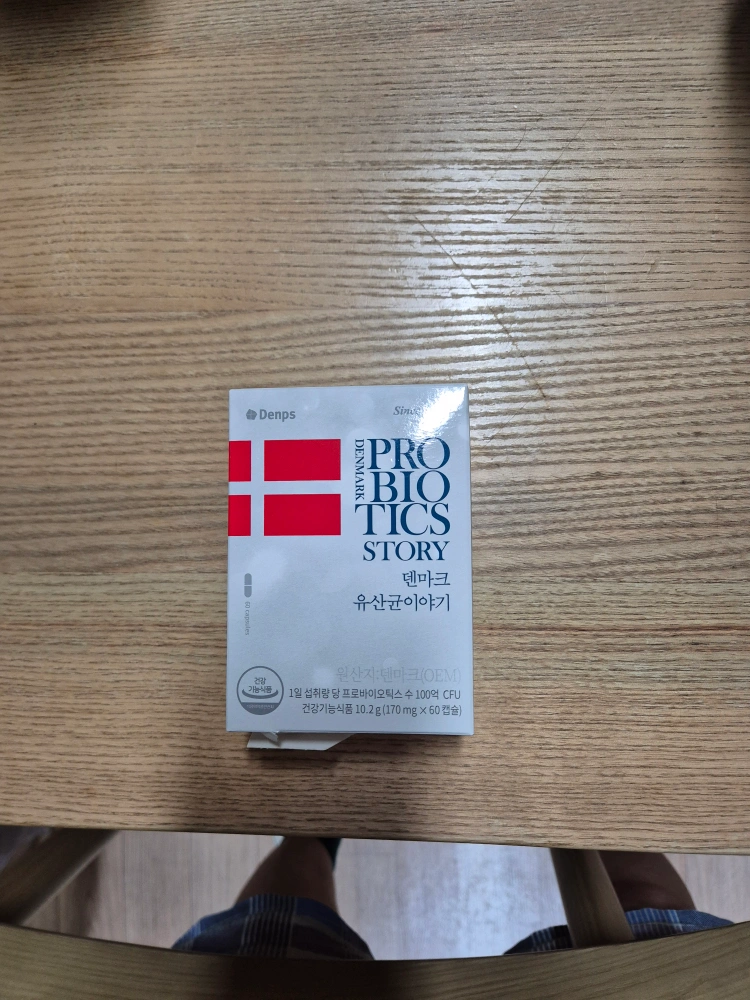 Denps
DENMARK
PRO
BIO
TICS
STORY
덴마크
유산균이야기
60 capsules
원산지:덴마크(OEM)
건강
기능식품
1일 섭취량 당 프로바이오틱스 수 100억 CFU
건강기능식품 10.2 g (170 mg × 60 캡슐)